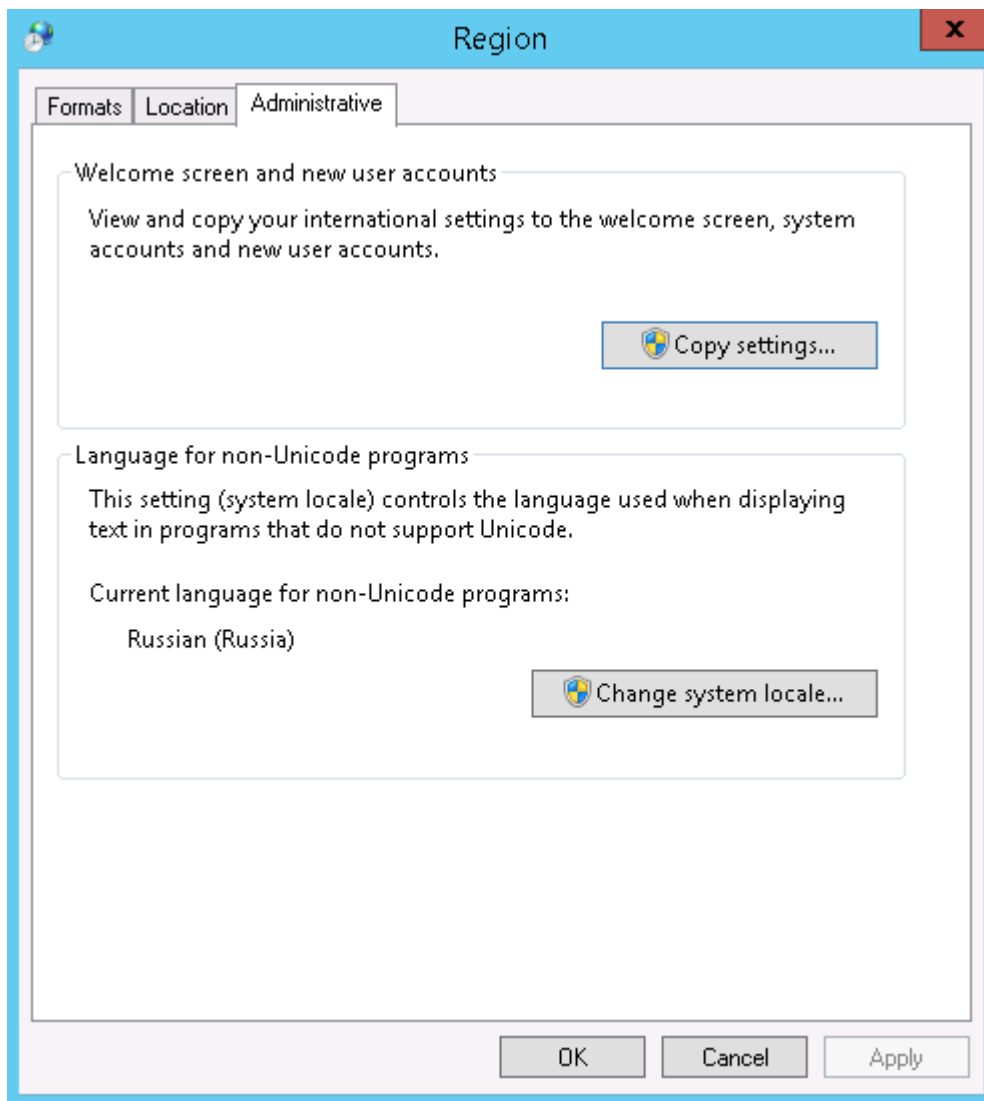 Region
x
Formats
Location
Administrative
Welcome screen and new user accounts
View and copy your international settings to the welcome screen, system
accounts and new user accounts.
Copy settings...
Language for non-Unicode programs
This setting (system locale) controls the language used when displaying
text in programs that do not support Unicode.
Current language for non-Unicode programs:
Russian (Russia)
Change system locale...
OK
Cancel
Apply